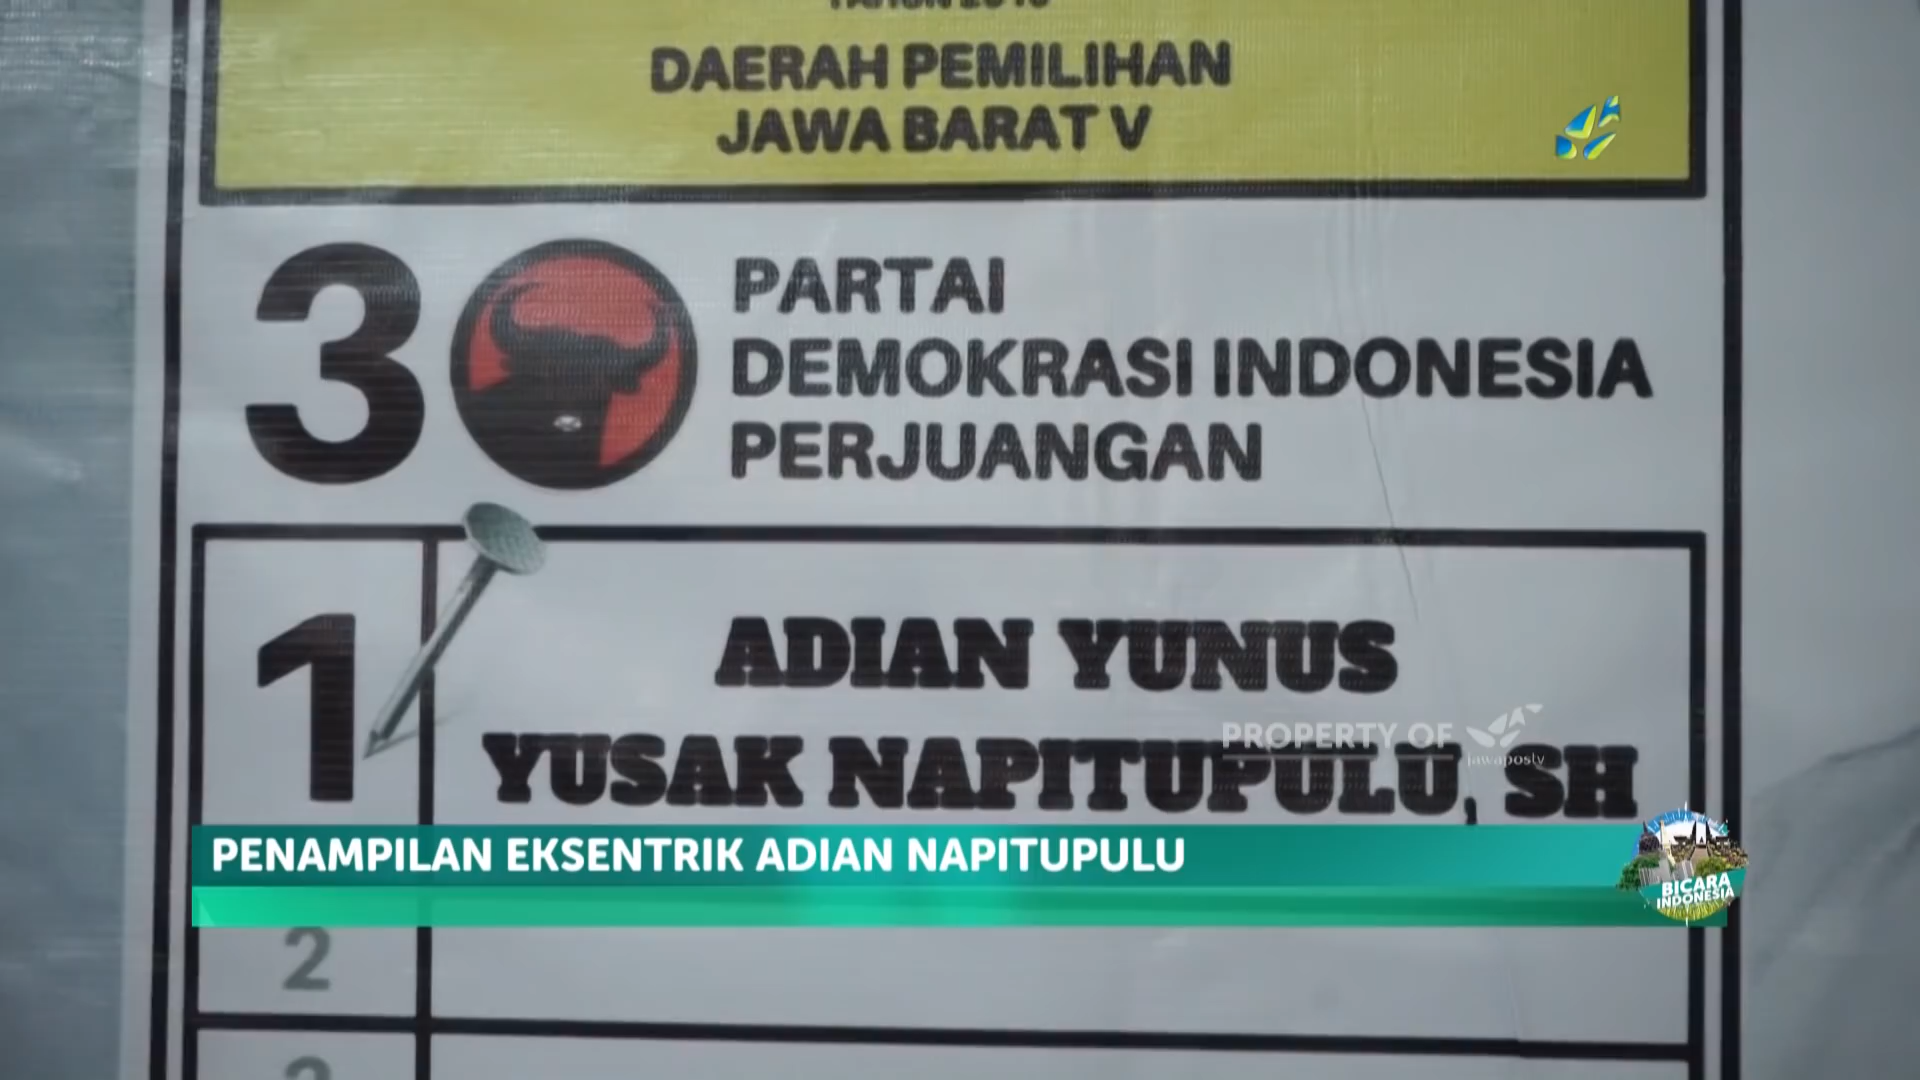 DAERAH PEMILIHAN
JAWA BARAT V
3
PARTAI
DEMOKRASI INDONESIA
PERJUANGAN
1
ADIAN YUNUS
YUSAK NAPITUPULU, SH
PROPERTY OF
jawapostv
PENAMPILAN EKSENTRIK ADIAN NAPITUPULU
BICARA
INDONESIA
2